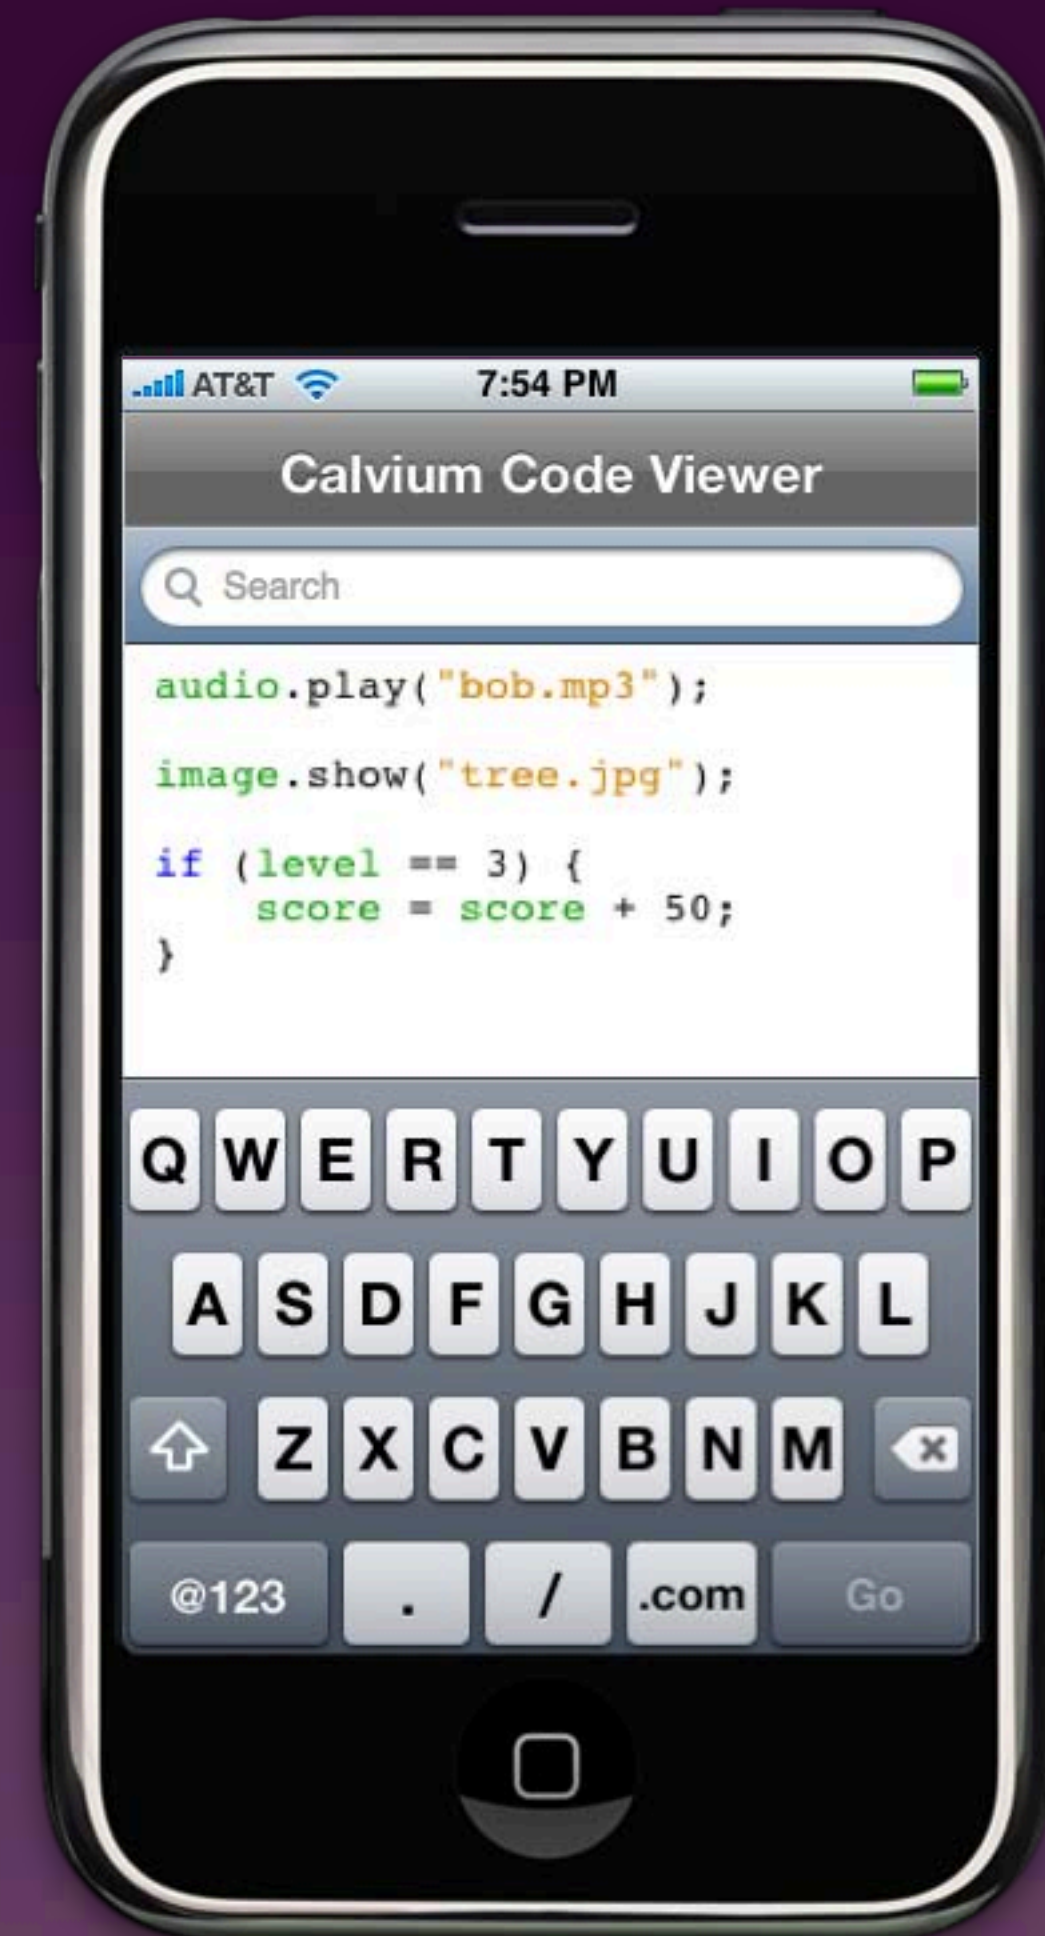 AT&T 7:54 PM
Calvium Code Viewer
Search
audio.play("bob.mp3");
image.show("tree.jpg");
if (level == 3) {
    score = score + 50;
}
Q W E R T Y U I O P
A S D F G H J K L
Z X C V B N M
@123 . / .com Go